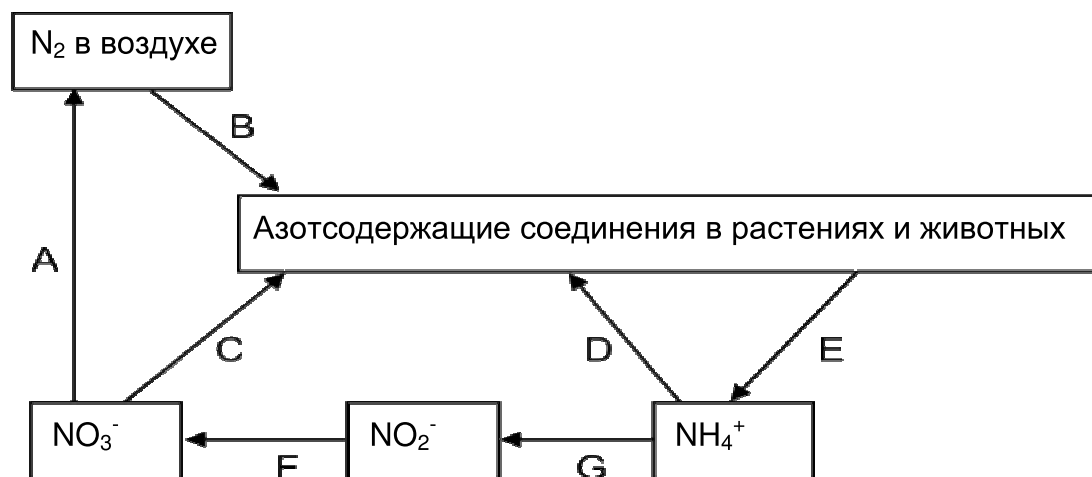 N₂ в воздухе
B
Азотсодержащие соединения в растениях и животных
A
C
D
E
NO₃⁻
NO₂⁻
NH₄⁺
F
G